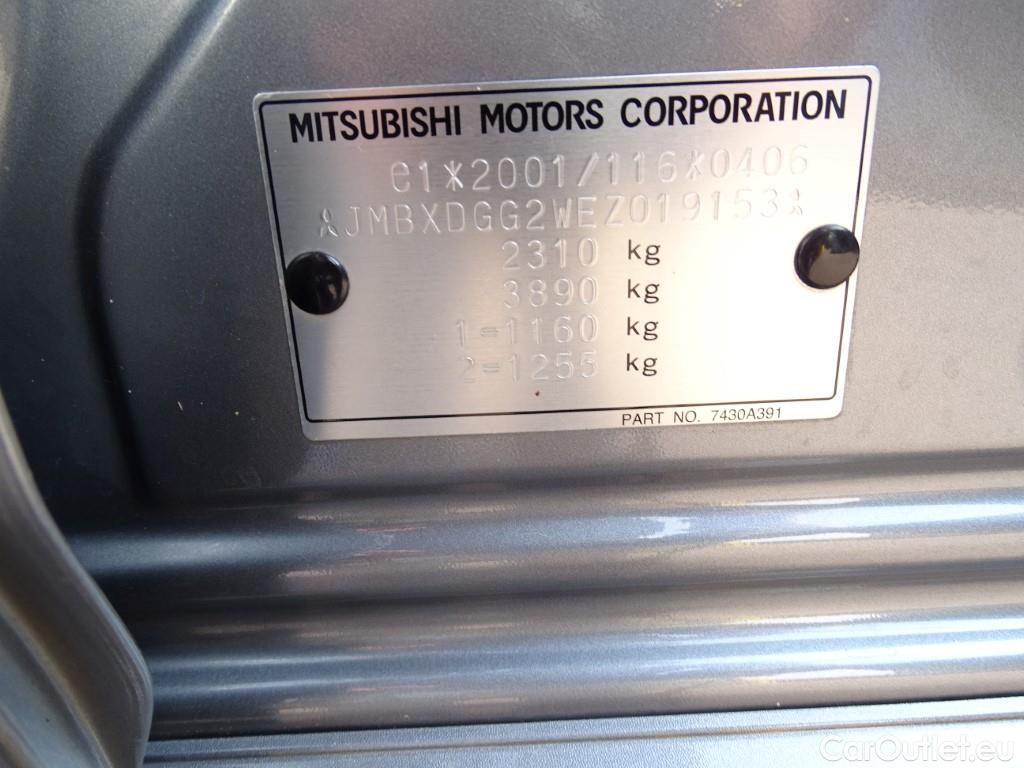 MITSUBISHI MOTORS CORPORATION
e1*2001/116*0406
*JMBXDGG2WEZ019153*
2310 kg
3890 kg
1=1160 kg
2=1255 kg
PART NO. 7430A391
CarOutlet.eu